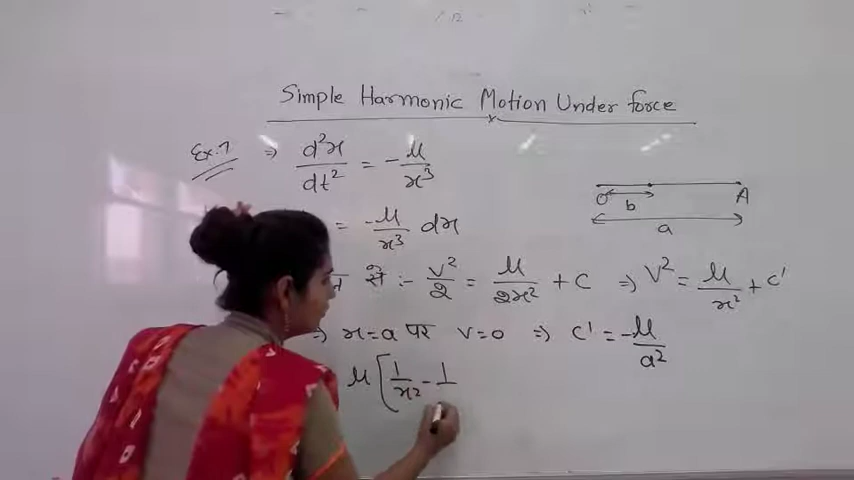 Simple Harmonic Motion Under force
Ex.7 ⇒ d²x/dt² = -μ/x³
= -μ/x³ dx
O b A
a
से :- v²/2 = μ/2x² + C ⇒ V² = μ/x² + C'
⇒ x=a पर v=0 ⇒ C' = -μ/a²
μ[1/x² - 1